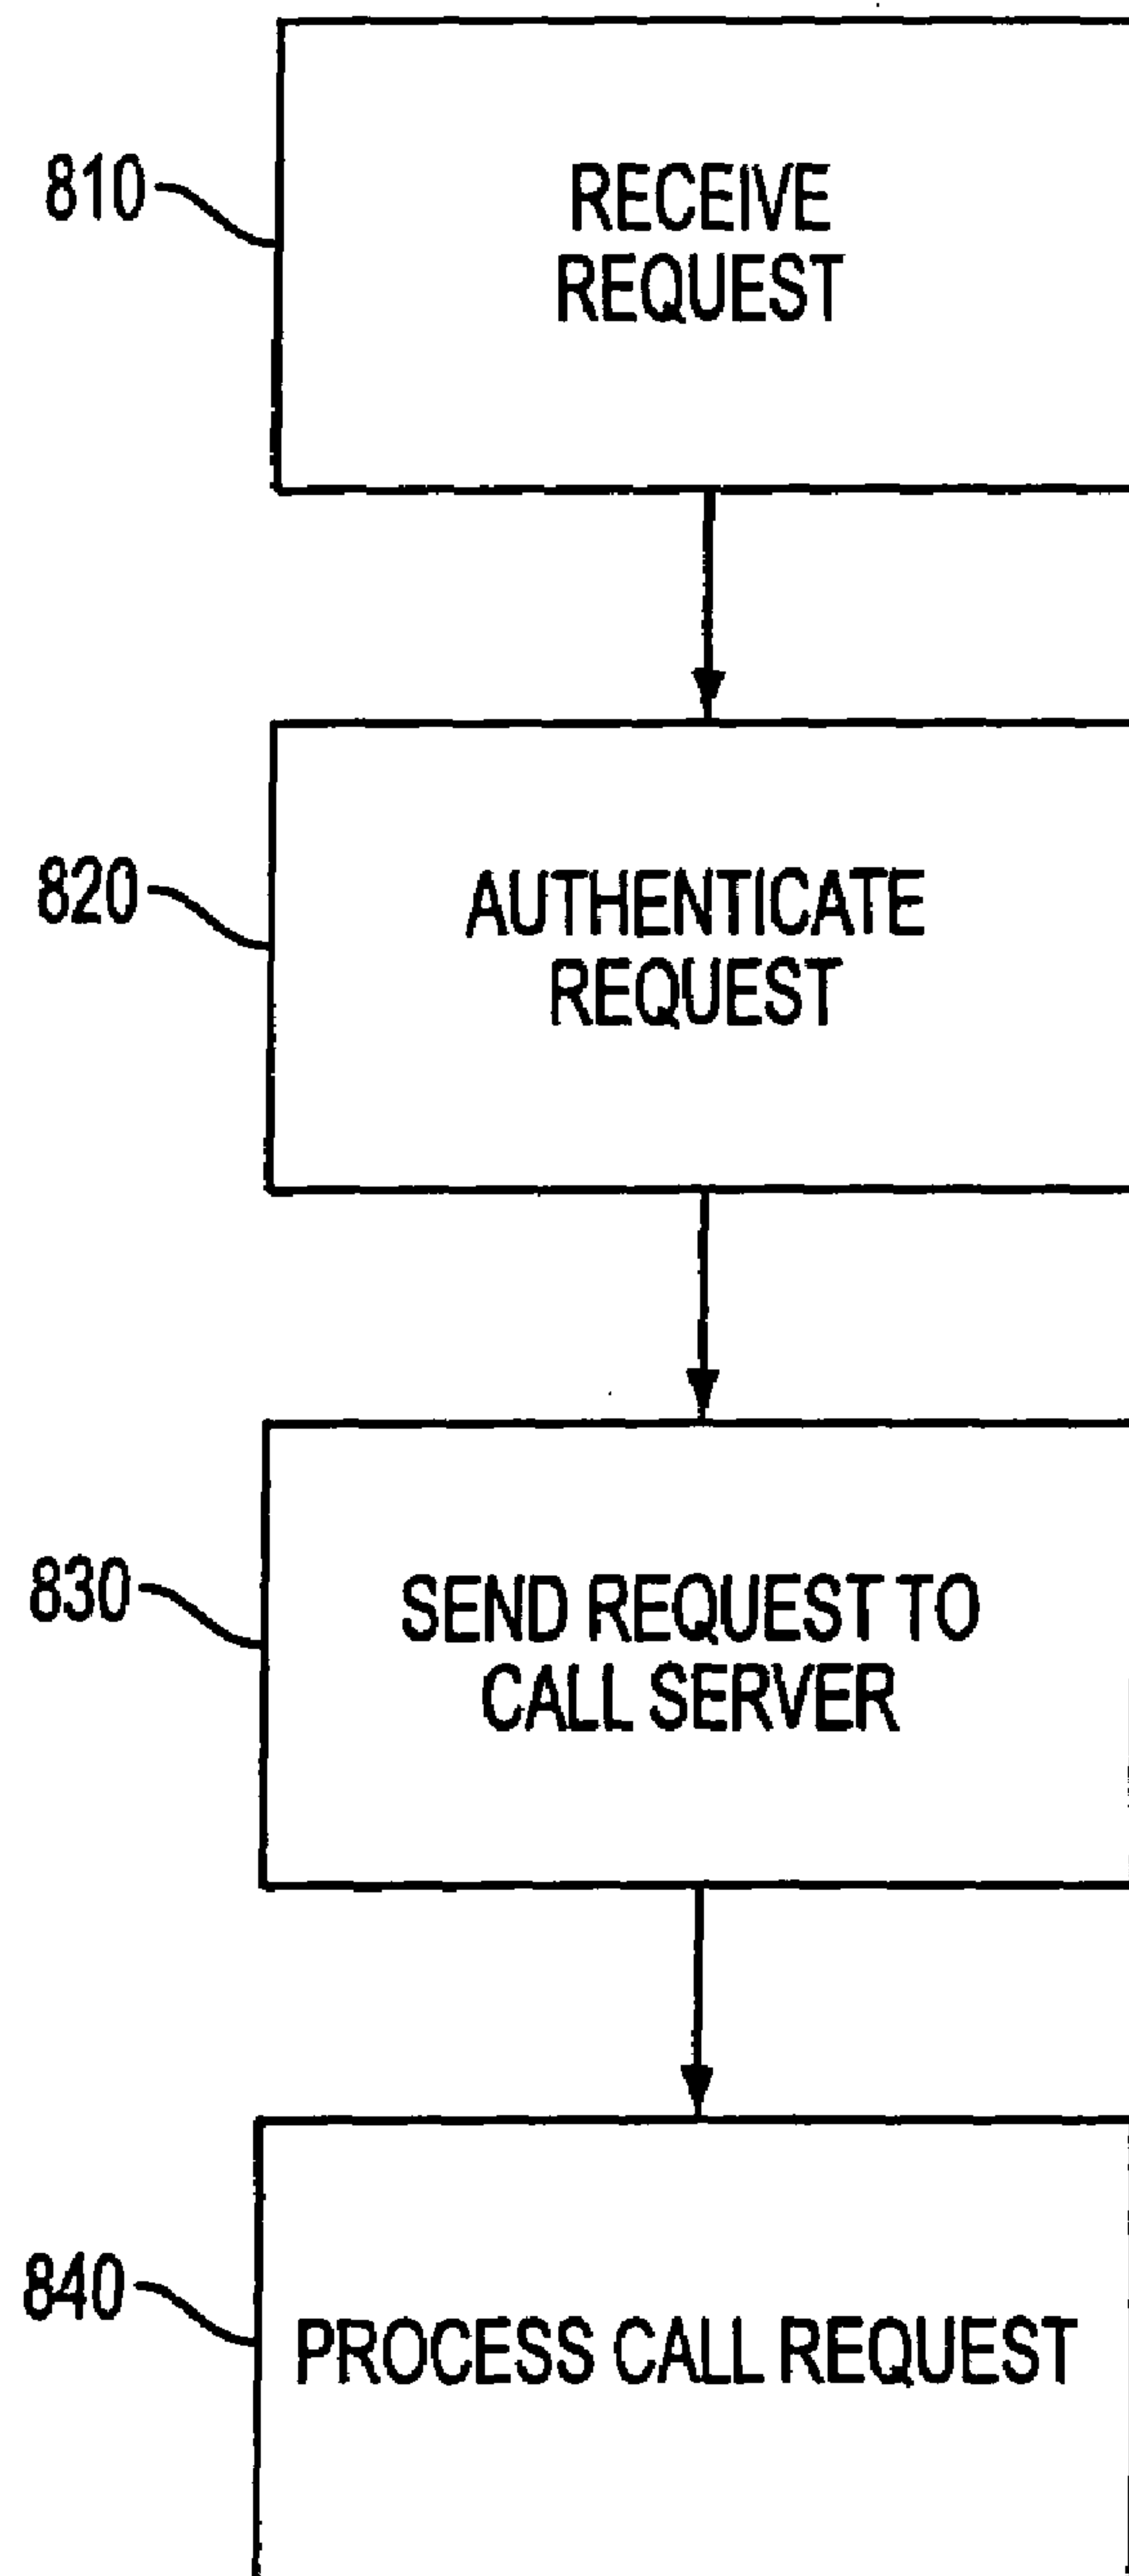 810
RECEIVE
REQUEST
820
AUTHENTICATE
REQUEST
830
SEND REQUEST TO
CALL SERVER
840
PROCESS CALL REQUEST